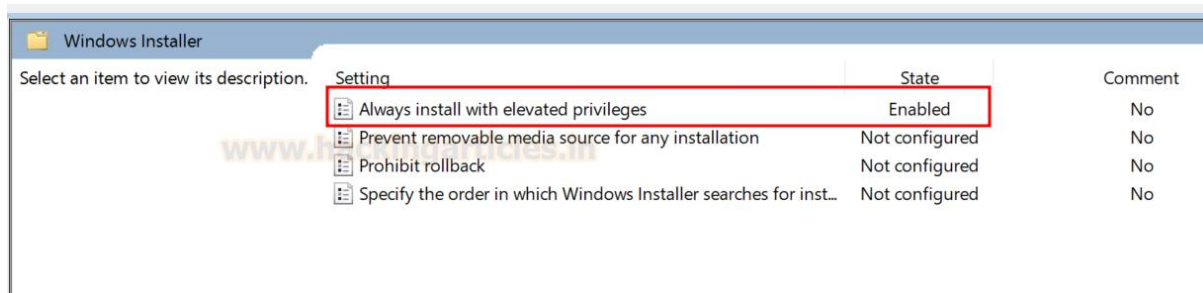 Windows Installer
Select an item to view its description.
Setting State Comment
Always install with elevated privileges Enabled No
Prevent removable media source for any installation Not configured No
Prohibit rollback Not configured No
Specify the order in which Windows Installer searches for inst... Not configured No
www.hackingarticles.in